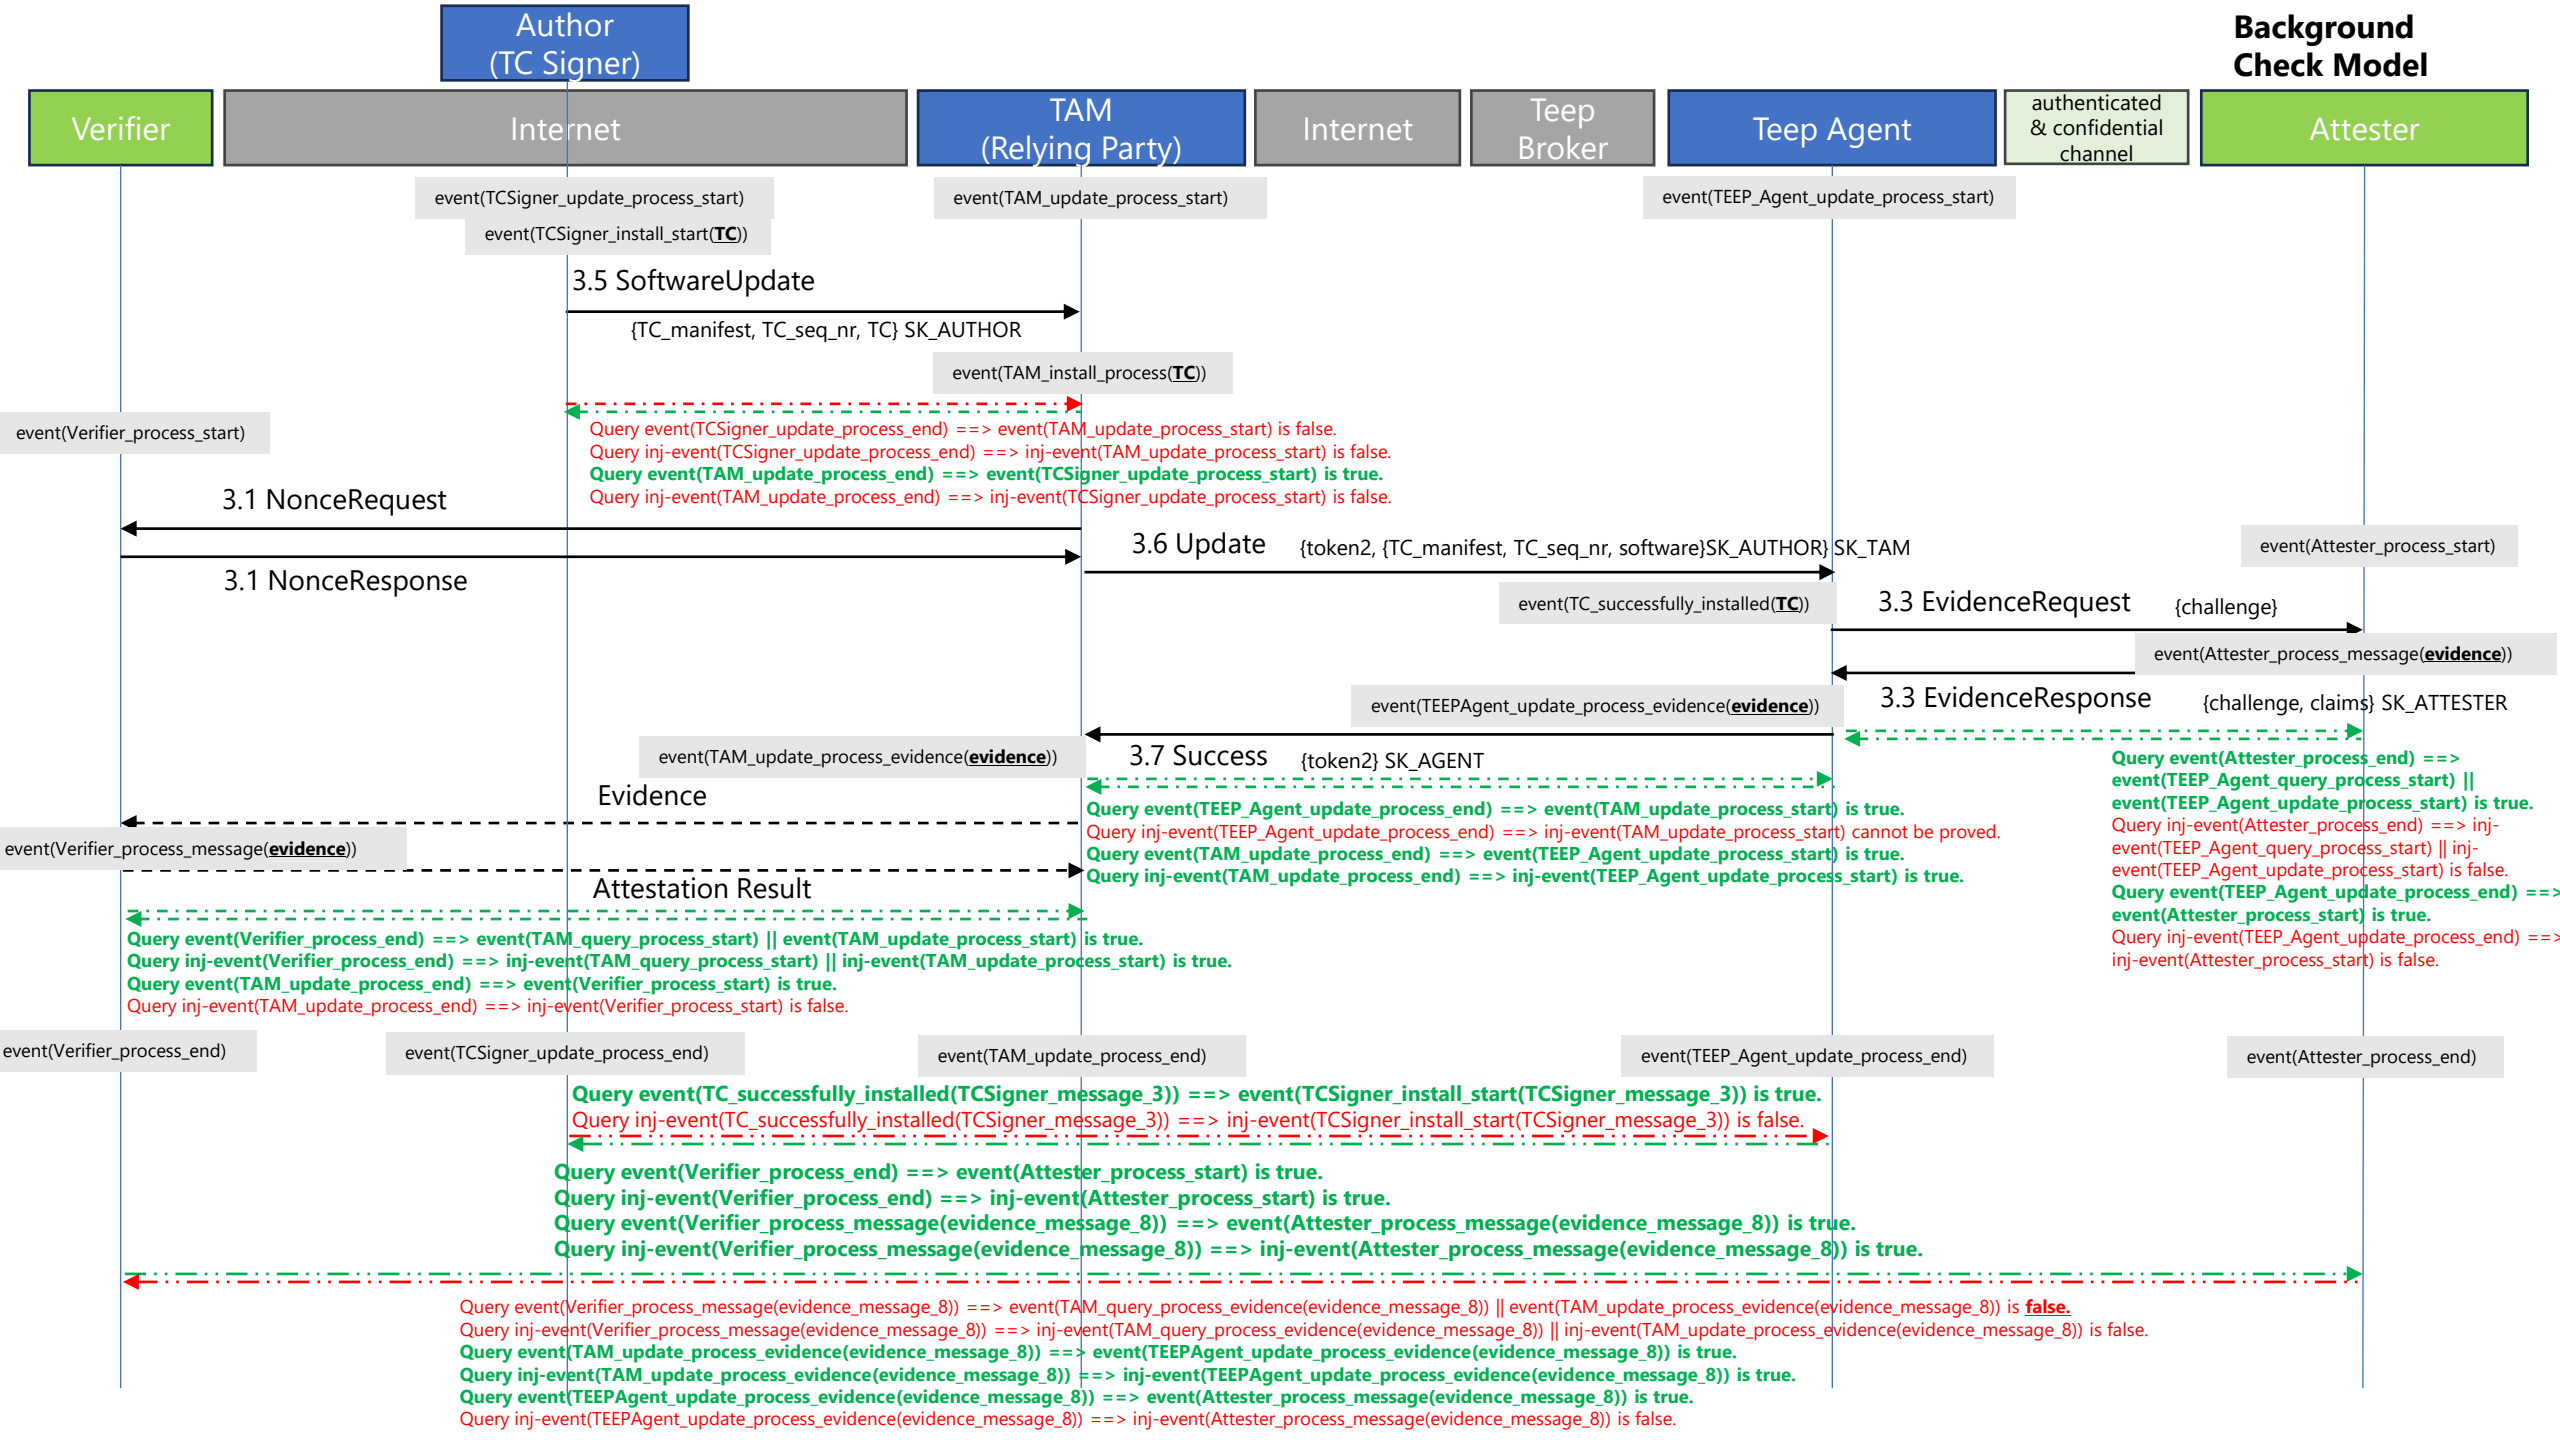 Author
(TC Signer)
Background
Check Model
Verifier
Internet
TAM
(Relying Party)
Internet
Teep
Broker
Teep Agent
authenticated
& confidential
channel
Attester
event(TCSigner_update_process_start)
event(TAM_update_process_start)
event(TEEP_Agent_update_process_start)
event(TCSigner_install_start(TC))
3.5 SoftwareUpdate
{TC_manifest, TC_seq_nr, TC} SK_AUTHOR
event(TAM_install_process(TC))
event(Verifier_process_start)
Query event(TCSigner_update_process_end) ==> event(TAM_update_process_start) is false.
Query inj-event(TCSigner_update_process_end) ==> inj-event(TAM_update_process_start) is false.
Query event(TAM_update_process_end) ==> event(TCSigner_update_process_start) is true.
Query inj-event(TAM_update_process_end) ==> inj-event(TCSigner_update_process_start) is false.
3.1 NonceRequest
3.1 NonceResponse
3.6 Update
{token2, {TC_manifest, TC_seq_nr, software}SK_AUTHOR} SK_TAM
event(Attester_process_start)
event(TC_successfully_installed(TC))
3.3 EvidenceRequest
{challenge}
event(Attester_process_message(evidence))
3.3 EvidenceResponse
{challenge, claims} SK_ATTESTER
event(TEEPAgent_update_process_evidence(evidence))
3.7 Success
{token2} SK_AGENT
event(TAM_update_process_evidence(evidence))
Evidence
Query event(TEEP_Agent_update_process_end) ==> event(TAM_update_process_start) is true.
Query inj-event(TEEP_Agent_update_process_end) ==> inj-event(TAM_update_process_start) cannot be proved.
Query event(TAM_update_process_end) ==> event(TEEP_Agent_update_process_start) is true.
Query inj-event(TAM_update_process_end) ==> inj-event(TEEP_Agent_update_process_start) is true.
Query event(Attester_process_end) ==>
event(TEEP_Agent_query_process_start) ||
event(TEEP_Agent_update_process_start) is true.
Query inj-event(Attester_process_end) ==> inj-
event(TEEP_Agent_query_process_start) || inj-
event(TEEP_Agent_update_process_start) is false.
Query event(TEEP_Agent_update_process_end) ==>
event(Attester_process_start) is true.
Query inj-event(TEEP_Agent_update_process_end) ==>
inj-event(Attester_process_start) is false.
event(Verifier_process_message(evidence))
Attestation Result
Query event(Verifier_process_end) ==> event(TAM_query_process_start) || event(TAM_update_process_start) is true.
Query inj-event(Verifier_process_end) ==> inj-event(TAM_query_process_start) || inj-event(TAM_update_process_start) is true.
Query event(TAM_update_process_end) ==> event(Verifier_process_start) is true.
Query inj-event(TAM_update_process_end) ==> inj-event(Verifier_process_start) is false.
event(Verifier_process_end)
event(TCSigner_update_process_end)
event(TAM_update_process_end)
event(TEEP_Agent_update_process_end)
event(Attester_process_end)
Query event(TC_successfully_installed(TCSigner_message_3)) ==> event(TCSigner_install_start(TCSigner_message_3)) is true.
Query inj-event(TC_successfully_installed(TCSigner_message_3)) ==> inj-event(TCSigner_install_start(TCSigner_message_3)) is false.
Query event(Verifier_process_end) ==> event(Attester_process_start) is true.
Query inj-event(Verifier_process_end) ==> inj-event(Attester_process_start) is true.
Query event(Verifier_process_message(evidence_message_8)) ==> event(Attester_process_message(evidence_message_8)) is true.
Query inj-event(Verifier_process_message(evidence_message_8)) ==> inj-event(Attester_process_message(evidence_message_8)) is true.
Query event(Verifier_process_message(evidence_message_8)) ==> event(TAM_query_process_evidence(evidence_message_8)) || event(TAM_update_process_evidence(evidence_message_8)) is false.
Query inj-event(Verifier_process_message(evidence_message_8)) ==> inj-event(TAM_query_process_evidence(evidence_message_8)) || inj-event(TAM_update_process_evidence(evidence_message_8)) is false.
Query event(TAM_update_process_evidence(evidence_message_8)) ==> event(TEEPAgent_update_process_evidence(evidence_message_8)) is true.
Query inj-event(TAM_update_process_evidence(evidence_message_8)) ==> inj-event(TEEPAgent_update_process_evidence(evidence_message_8)) is true.
Query event(TEEPAgent_update_process_evidence(evidence_message_8)) ==> event(Attester_process_message(evidence_message_8)) is true.
Query inj-event(TEEPAgent_update_process_evidence(evidence_message_8)) ==> inj-event(Attester_process_message(evidence_message_8)) is false.